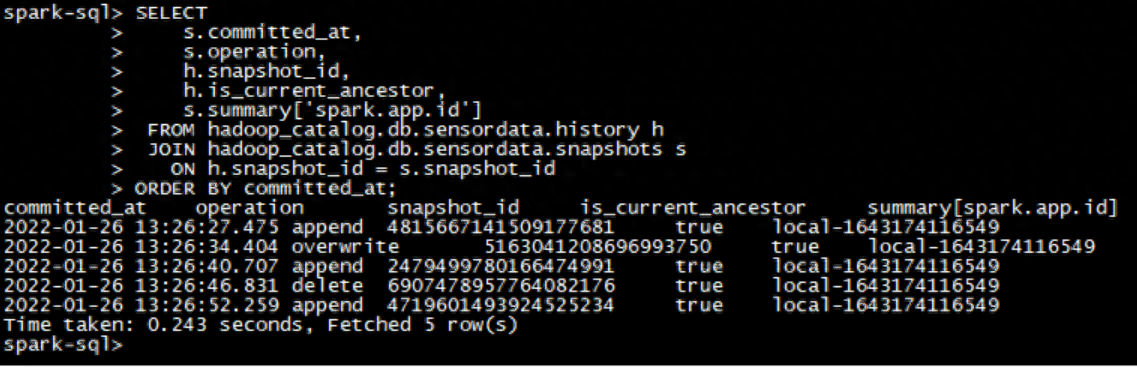 spark-sql> SELECT
> s.committed_at,
> s.operation,
> h.snapshot_id,
> h.is_current_ancestor,
> s.summary['spark.app.id']
> FROM hadoop_catalog.db.sensordata.history h
> JOIN hadoop_catalog.db.sensordata.snapshots s
> ON h.snapshot_id = s.snapshot_id
> ORDER BY committed_at;
committed_at operation snapshot_id is_current_ancestor summary[spark.app.id]
2022-01-26 13:26:27.475 append 4815667141509177681 true local-1643174116549
2022-01-26 13:26:34.404 overwrite 5163041208696993750 true local-1643174116549
2022-01-26 13:26:40.707 append 2479499780166474991 true local-1643174116549
2022-01-26 13:26:46.831 delete 6907478957764082176 true local-1643174116549
2022-01-26 13:26:52.259 append 4719601493924525234 true local-1643174116549
Time taken: 0.243 seconds, Fetched 5 row(s)
spark-sql>